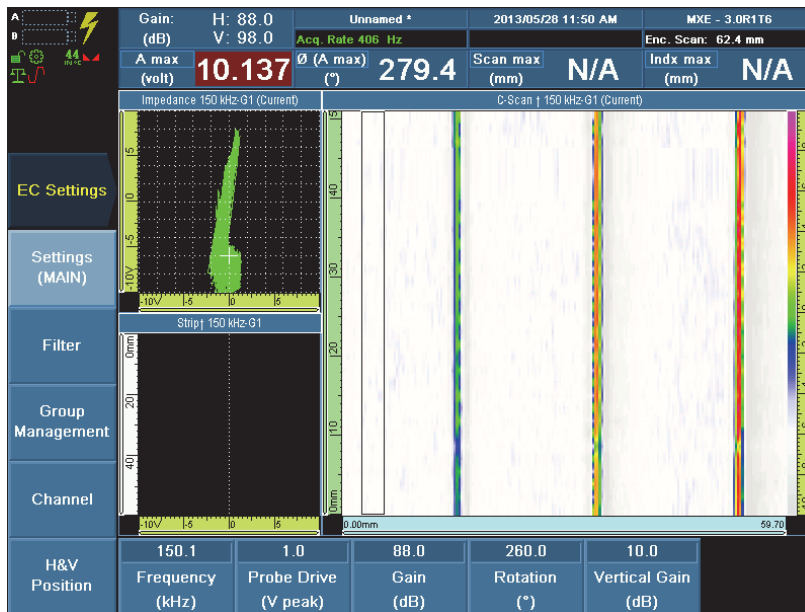 A
B
44
IN °C
Gain: H: 88.0
(dB) V: 98.0
Unnamed *
2013/05/28 11:50 AM
MXE - 3.0R1T6
Acq. Rate 406 Hz
Enc. Scan: 62.4 mm
A max
(volt)
10.137
Ø (A max)
(°)
279.4
Scan max
(mm)
N/A
Indx max
(mm)
N/A
Impedance 150 kHz-G1 (Current)
C-Scan † 150 kHz-G1 (Current)
EC Settings
Settings
(MAIN)
Filter
Group
Management
Channel
H&V
Position
5
0
-5
-10V
-10V -5 0 5
Strip† 150 kHz-G1
0mm
20
40
-10V -5 0 5
40
30
20
10
0mm
0.00mm 59.70
150.1
Frequency
(kHz)
1.0
Probe Drive
(V peak)
88.0
Gain
(dB)
260.0
Rotation
(°)
10.0
Vertical Gain
(dB)